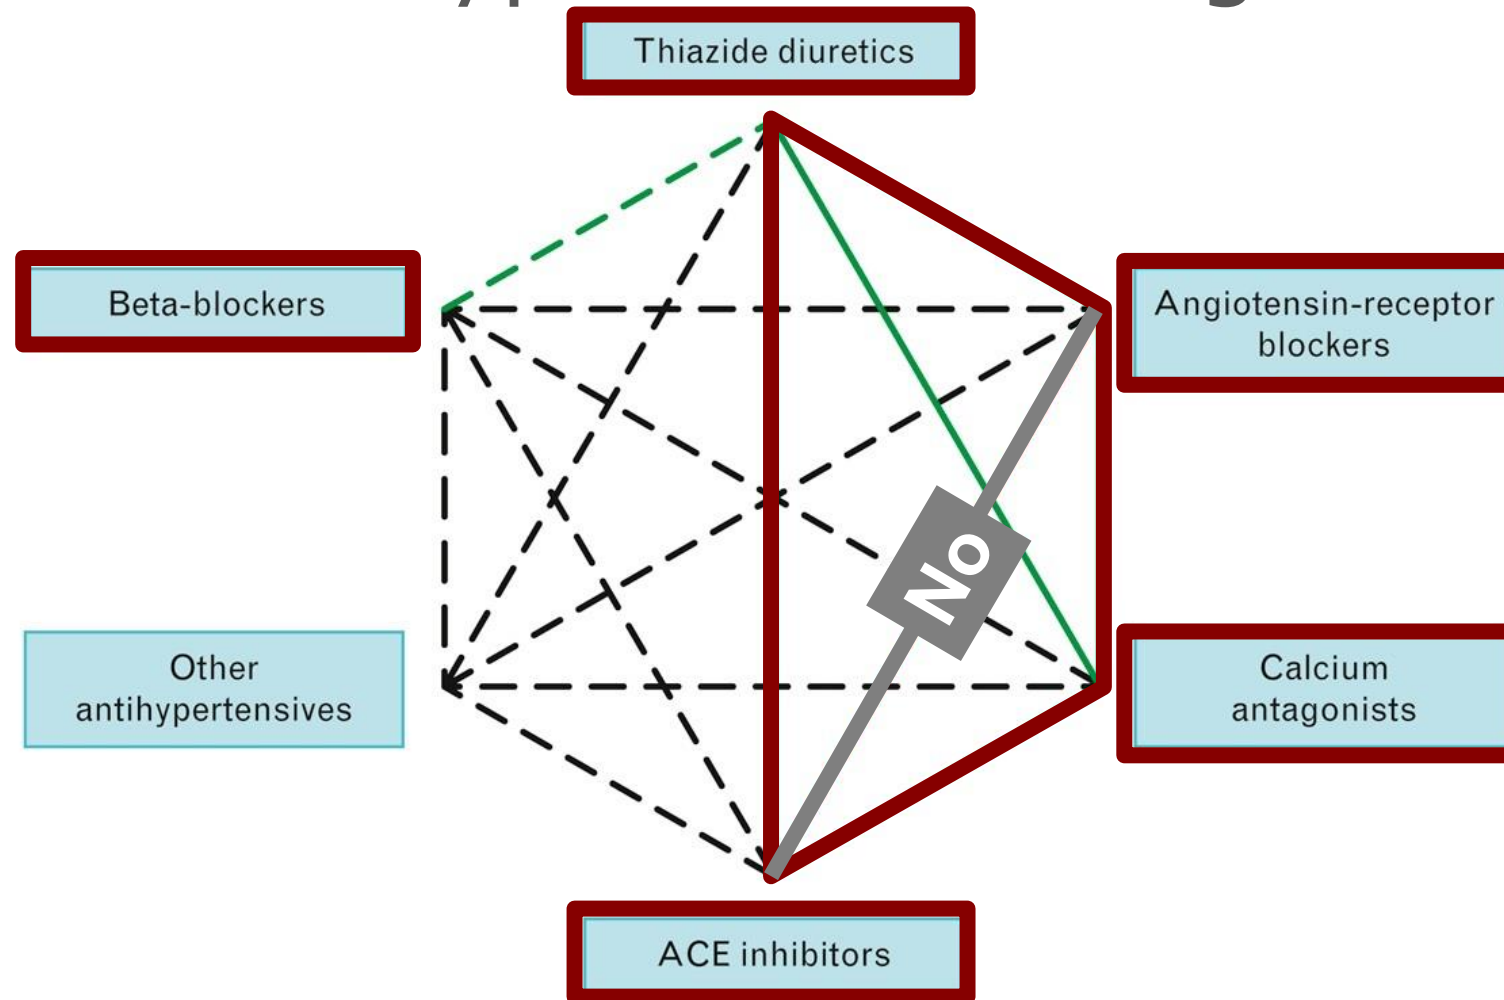 Thiazide diuretics
Beta-blockers
Angiotensin-receptor
blockers
No
Other
antihypertensives
Calcium
antagonists
ACE inhibitors